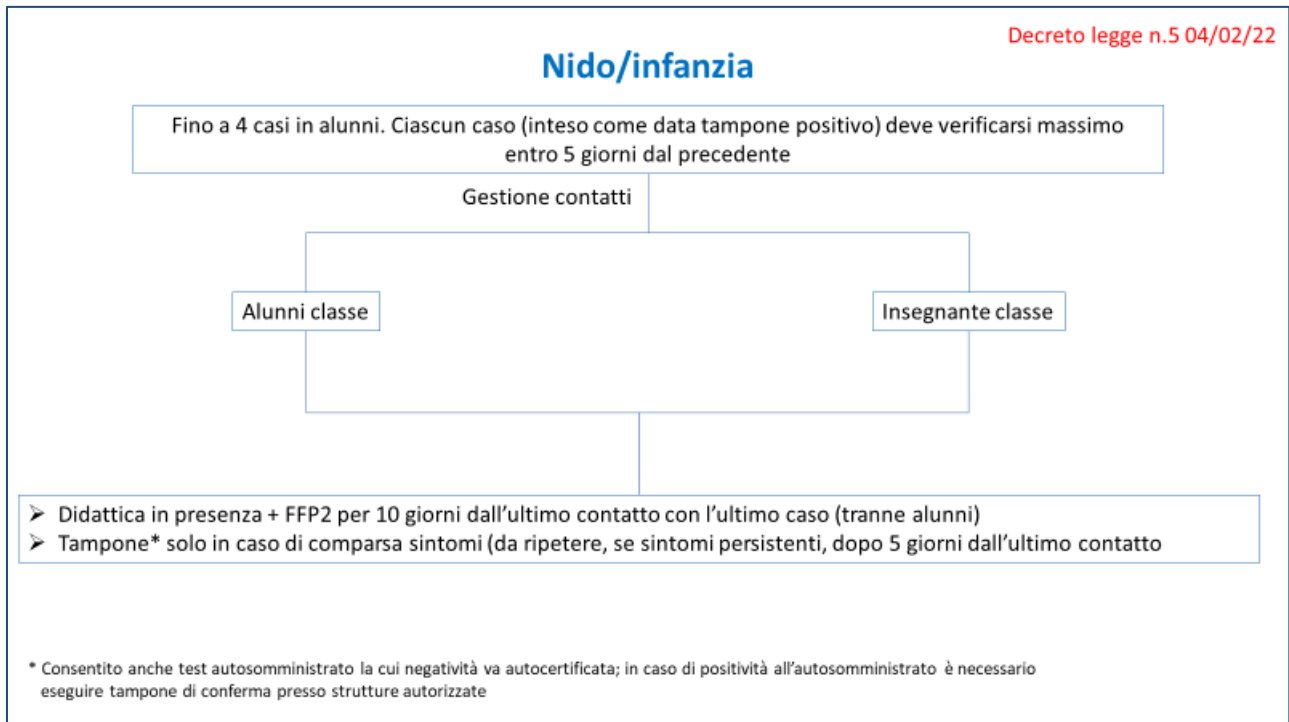 Decreto legge n.5 04/02/22
Nido/infanzia
Fino a 4 casi in alunni. Ciascun caso (inteso come data tampone positivo) deve verificarsi massimo
entro 5 giorni dal precedente
Gestione contatti
Alunni classe
Insegnante classe
➢ Didattica in presenza + FFP2 per 10 giorni dall'ultimo contatto con l'ultimo caso (tranne alunni)
➢ Tampone* solo in caso di comparsa sintomi (da ripetere, se sintomi persistenti, dopo 5 giorni dall'ultimo contatto
* Consentito anche test autosomministrato la cui negatività va autocertificata; in caso di positività all'autosomministrato è necessario
eseguire tampone di conferma presso strutture autorizzate